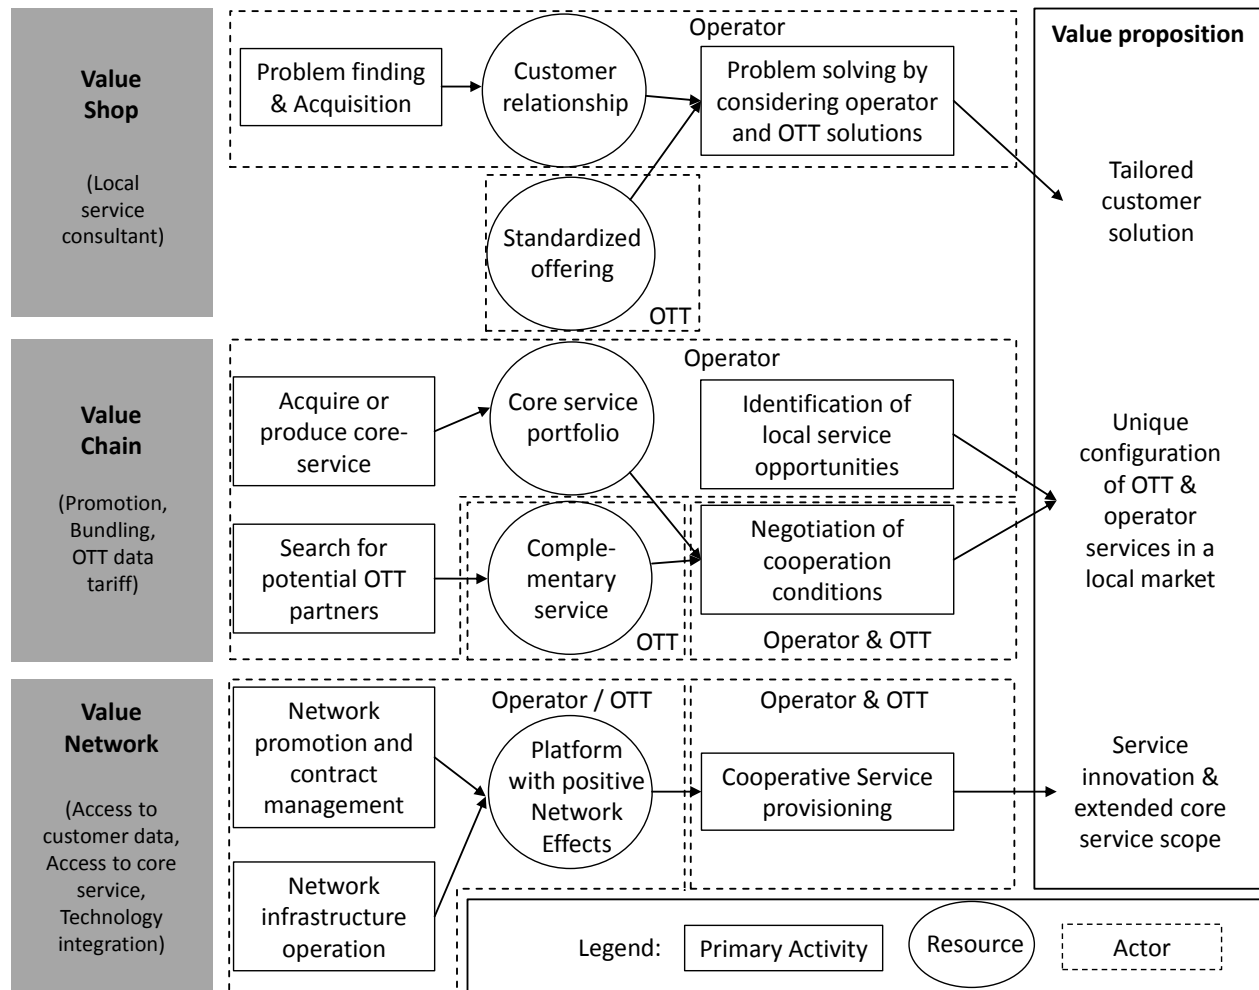 Value
Shop
(Local
service
consultant)
Operator
Problem finding
& Acquisition
Customer
relationship
Problem solving by
considering operator
and OTT solutions
Standardized
offering
OTT
Value proposition
Tailored
customer
solution
Value
Chain
(Promotion,
Bundling,
OTT data
tariff)
Operator
Acquire or
produce core-
service
Core service
portfolio
Identification of
local service
opportunities
Search for
potential OTT
partners
Comple-
mentary
service
OTT
Negotiation of
cooperation
conditions
Operator & OTT
Unique
configuration
of OTT &
operator
services in a
local market
Value
Network
(Access to
customer data,
Access to core
service,
Technology
integration)
Network
promotion and
contract
management
Network
infrastructure
operation
Operator / OTT
Platform
with positive
Network
Effects
Operator & OTT
Cooperative Service
provisioning
Service
innovation &
extended core
service scope
Legend:
Primary Activity
Resource
Actor